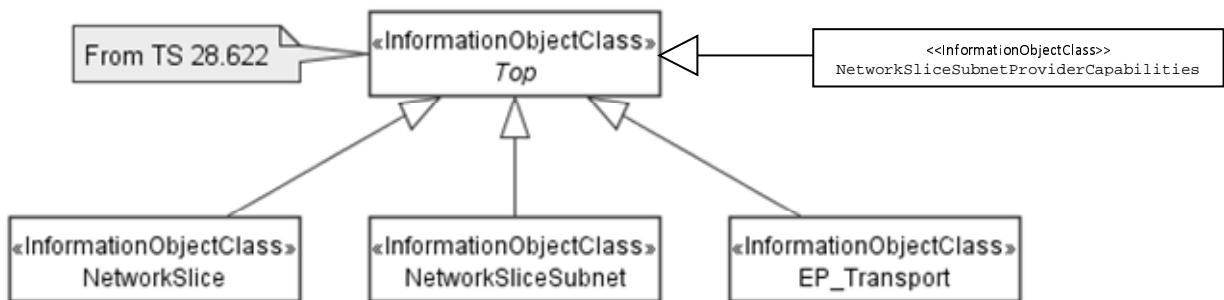 From TS 28.622
«InformationObjectClass»
Top
<<InformationObjectClass>>
NetworkSliceSubnetProviderCapabilities
«InformationObjectClass»
NetworkSlice
«InformationObjectClass»
NetworkSliceSubnet
«InformationObjectClass»
EP_Transport